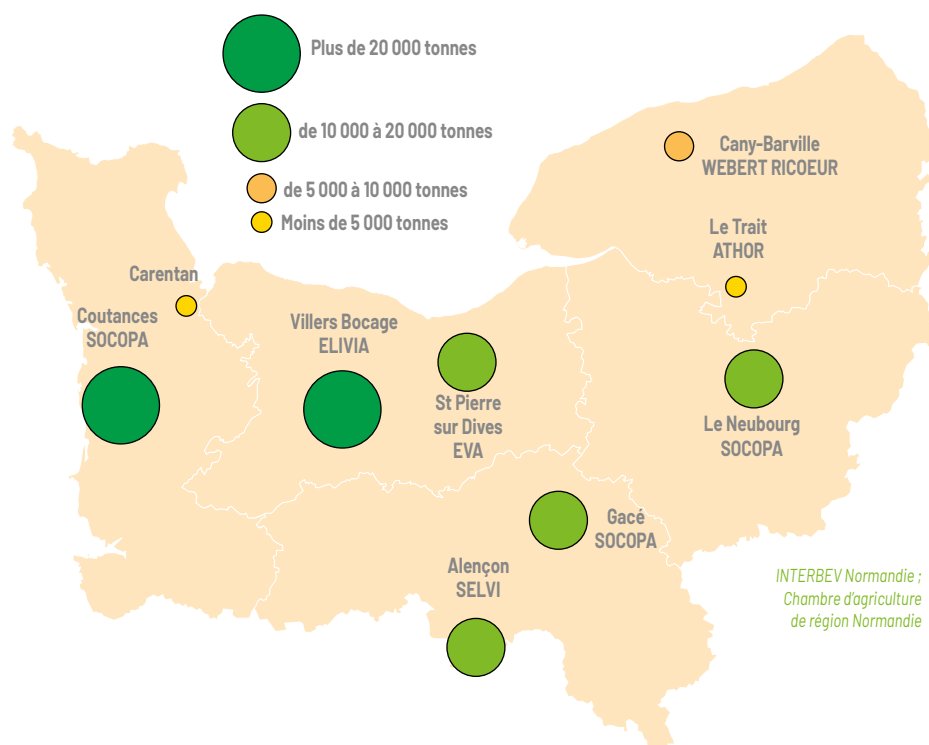 Plus de 20 000 tonnes
de 10 000 à 20 000 tonnes
de 5 000 à 10 000 tonnes
Moins de 5 000 tonnes
Cany-Barville
WEBERT RICOEUR
Le Trait
ATHOR
Carentan
Coutances
SOCOPA
Villers Bocage
ELIVIA
St Pierre
sur Dives
EVA
Le Neubourg
SOCOPA
Gacé
SOCOPA
Alençon
SELVI
INTERBEV Normandie ;
Chambre d'agriculture
de région Normandie